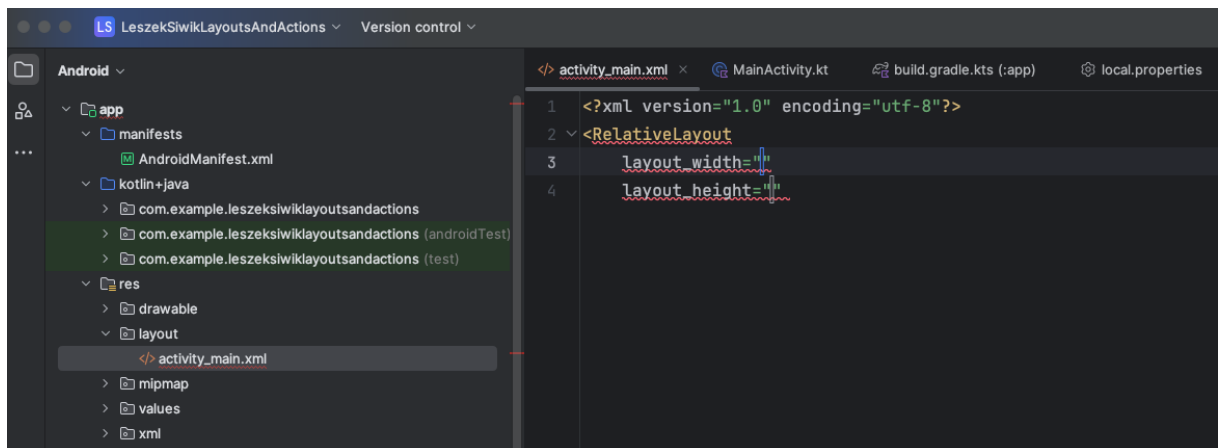 LS LeszekSiwikLayoutsAndActions Version control
Android
app
manifests
AndroidManifest.xml
kotlin+java
com.example.leszeksiwiklayoutsandactions
com.example.leszeksiwiklayoutsandactions (androidTest)
com.example.leszeksiwiklayoutsandactions (test)
res
drawable
layout
activity_main.xml
mipmap
values
xml
activity_main.xml MainActivity.kt build.gradle.kts (:app) local.properties
1 <?xml version="1.0" encoding="utf-8"?>
2 <RelativeLayout
3 layout_width=""
4 layout_height=""